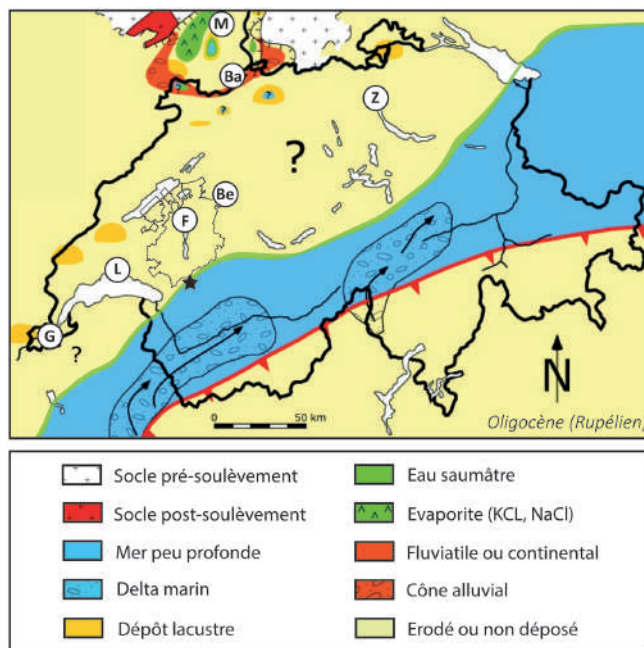 M
Ba
Z
?
?
?
Be
F
L
G
?
N
0 50 km
Oligocène (Rupélien)
Socle pré-soulèvement
Socle post-soulèvement
Mer peu profonde
Delta marin
Dépôt lacustre
Eau saumâtre
Evaporite (KCL, NaCl)
Fluviatile ou continental
Cône alluvial
Erodé ou non déposé